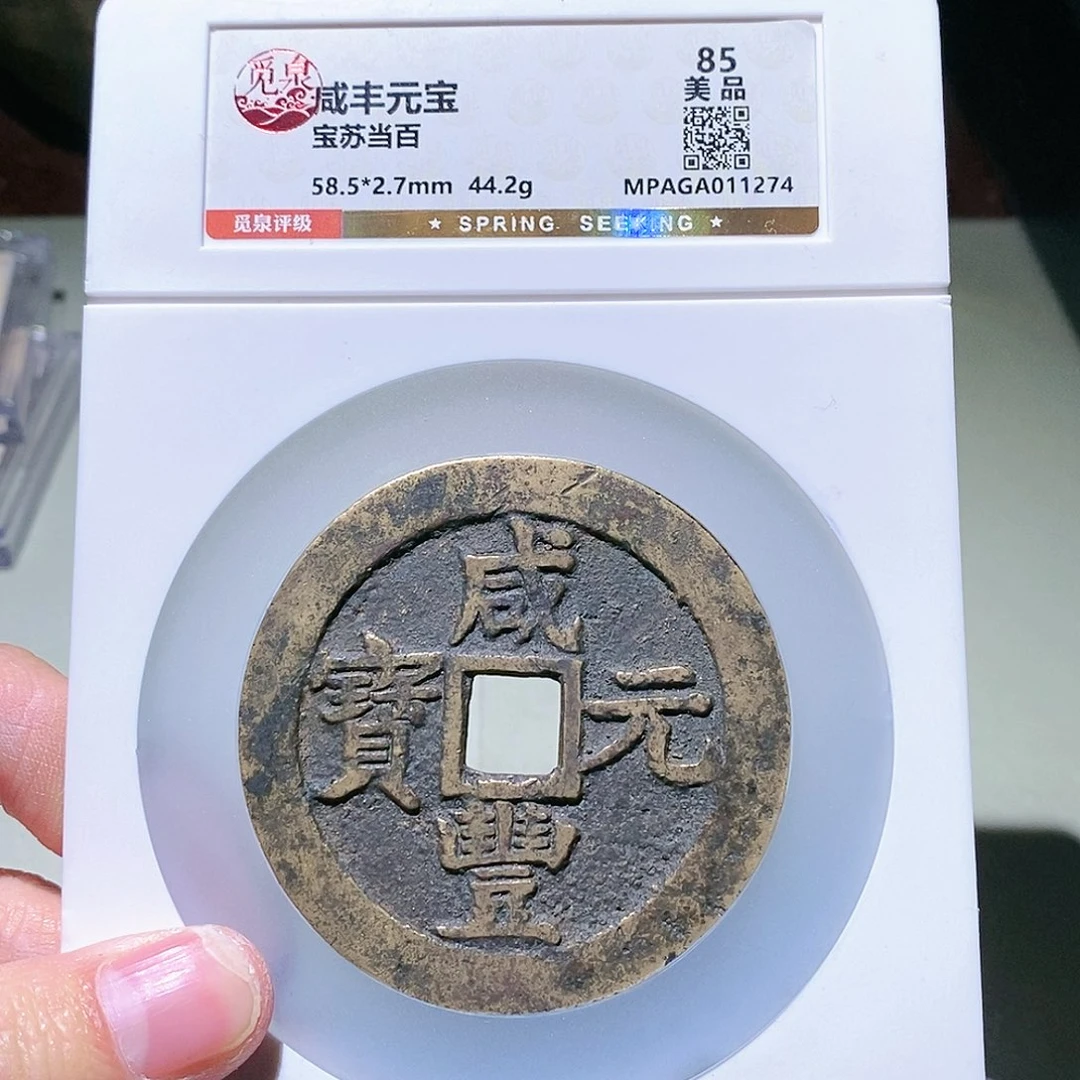 觅泉
咸丰元宝
宝苏当百
58.5*2.7mm 44.2g
85
美品
MPAGA011274
觅泉评级
★ SPRING SEEKING ★
咸
寶 元
豐